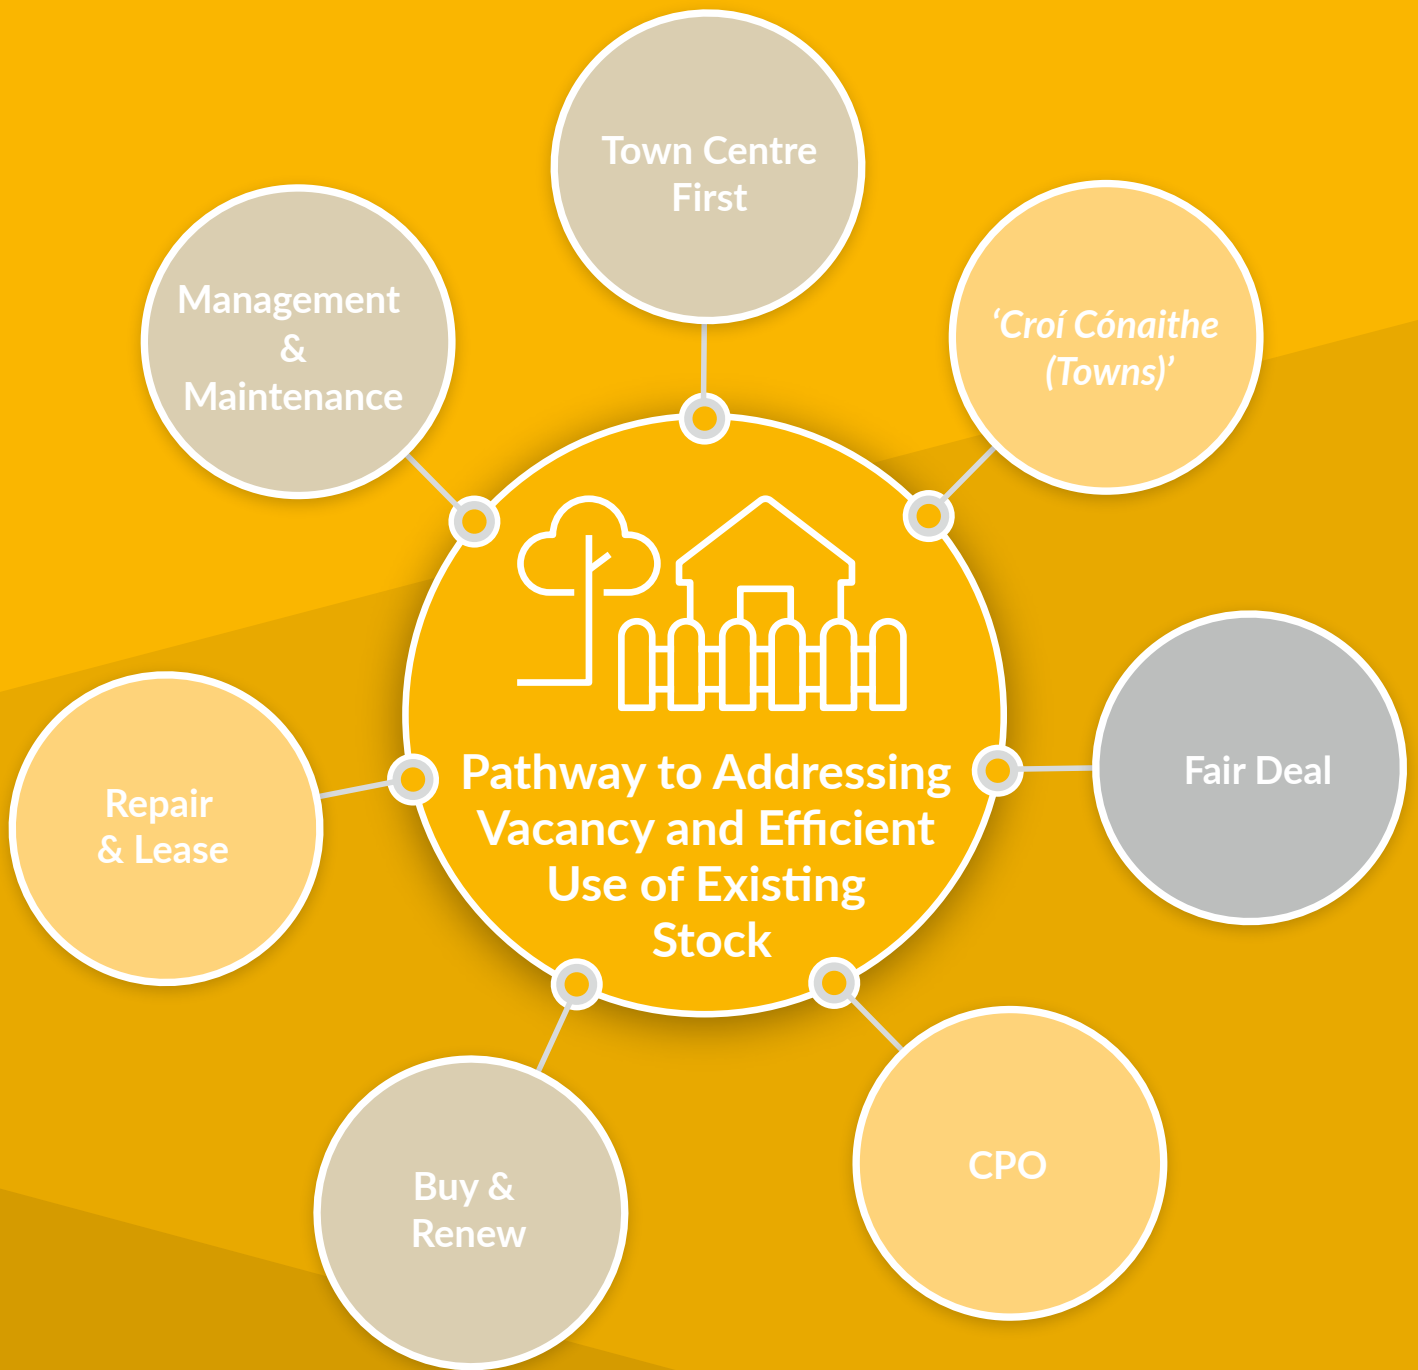 Town Centre
First
‘Croí Cónaithe
(Towns)’
Fair Deal
CPO
Buy &
Renew
Repair
& Lease
Management
&
Maintenance
Pathway to Addressing
Vacancy and Efficient
Use of Existing
Stock